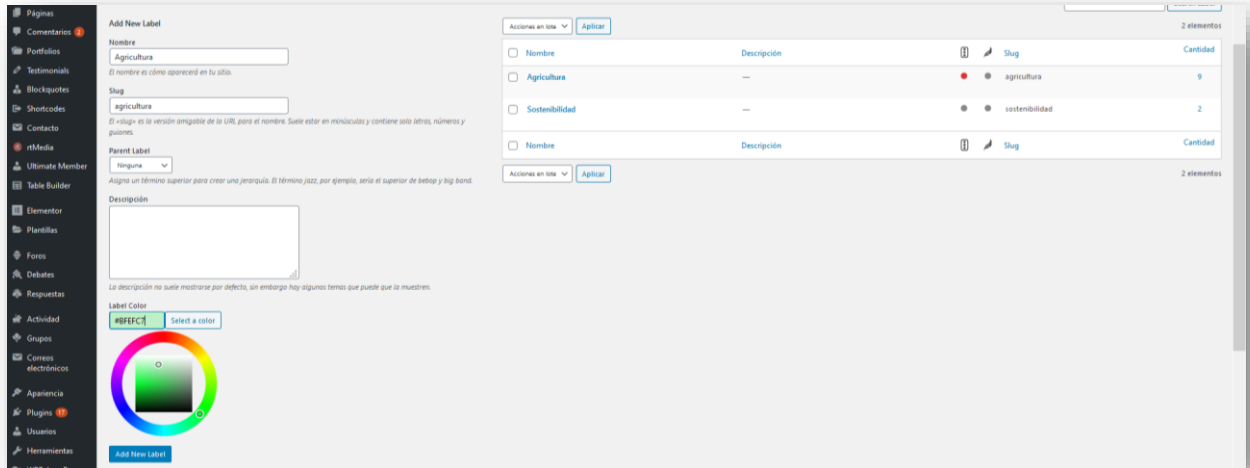 Páginas
Comentarios 2
Portfolios
Testimonials
Blockquotes
Shortcodes
Contacto
rtMedia
Ultimate Member
Table Builder
Elementor
Plantillas
Foros
Debates
Respuestas
Actividad
Grupos
Correos
electrónicos
Apariencia
Plugins 17
Usuarios
Herramientas
Add New Label
Nombre
Agricultura
El nombre es cómo aparecerá en tu sitio.
Slug
agricultura
El «slug» es la versión amigable de la URL para el nombre. Suele estar en minúsculas y contiene solo letras, números y
guiones.
Parent Label
Ninguna
Asigna un término superior para crear una jerarquía. El término jazz, por ejemplo, sería el superior de bebop y big band.
Descripción
La descripción no suele mostrarse por defecto, sin embargo hay algunos temas que puede que la muestren.
Label Color
#BFEFC7 Select a color
Add New Label
Acciones en lote Aplicar 2 elementos
Nombre Descripción Slug Cantidad
Agricultura — agricultura 9
Sostenibilidad — sostenibilidad 2
Nombre Descripción Slug Cantidad
Acciones en lote Aplicar 2 elementos